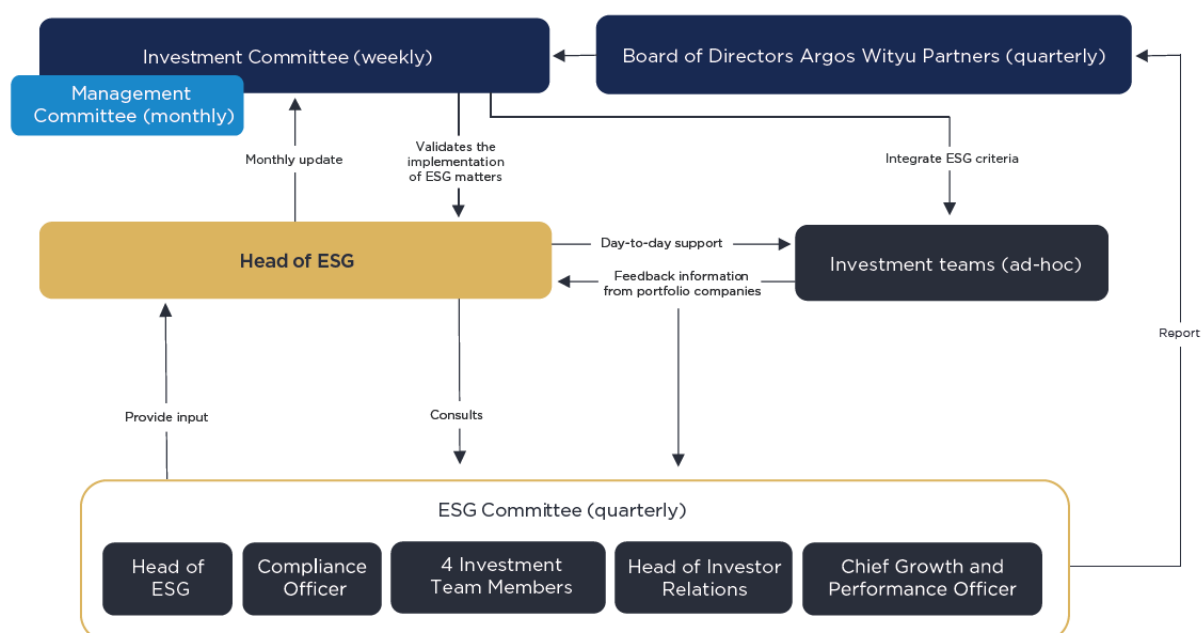 Investment Committee (weekly)
Board of Directors Argos Wityu Partners (quarterly)
Management
Committee (monthly)
Monthly update
Validates the
implementation
of ESG matters
Integrate ESG criteria
Head of ESG
Day-to-day support
Feedback information
from portfolio companies
Investment teams (ad-hoc)
Report
Provide input
Consults
ESG Committee (quarterly)
Head of
ESG
Compliance
Officer
4 Investment
Team Members
Head of Investor
Relations
Chief Growth and
Performance Officer